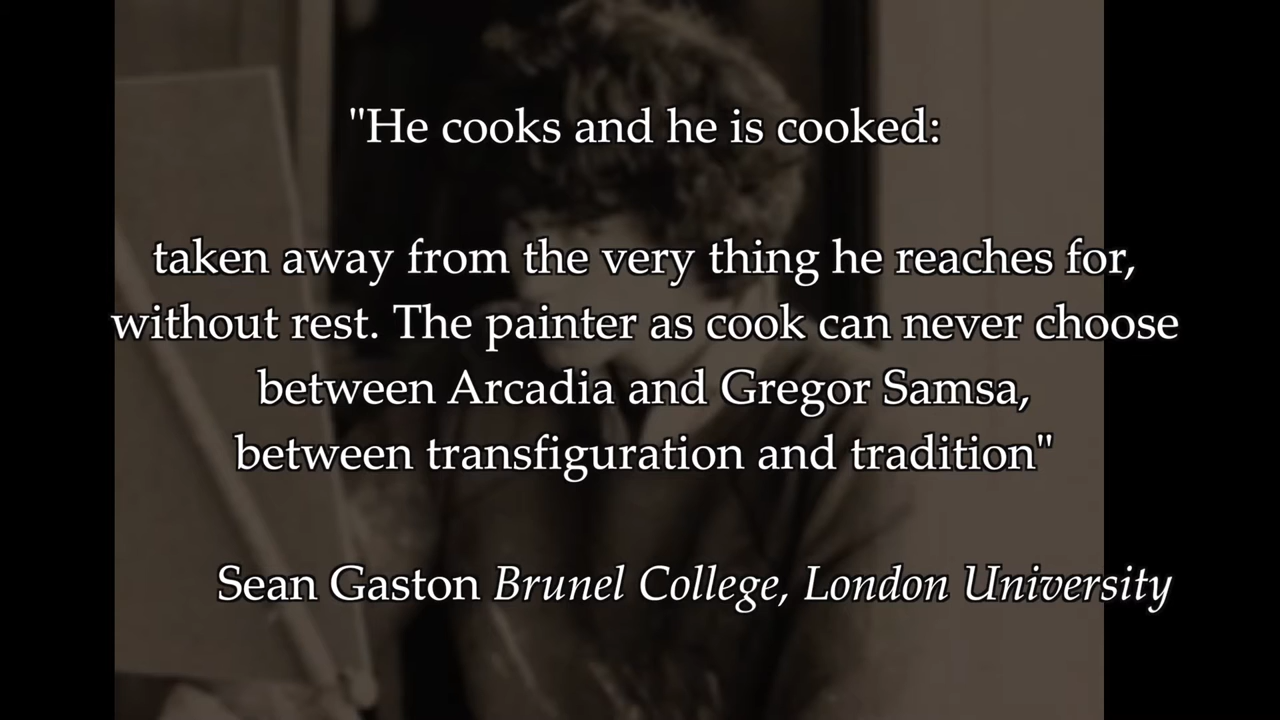 "He cooks and he is cooked:
taken away from the very thing he reaches for,
without rest. The painter as cook can never choose
between Arcadia and Gregor Samsa,
between transfiguration and tradition"
Sean Gaston Brunel College, London University